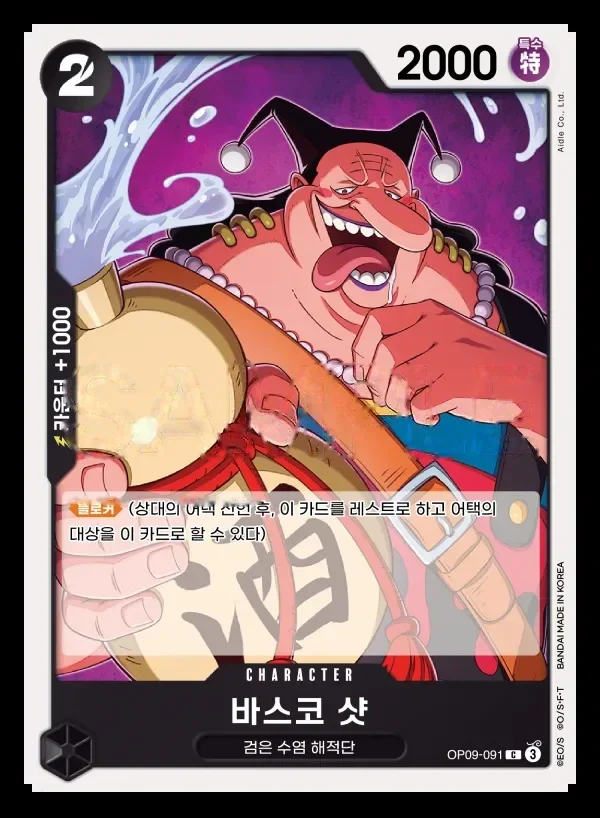 2
2000
특수
特
Aidle Co., Ltd.
카운터 +1000
블로커 (상대의 어택 선언 후, 이 카드를 레스트로 하고 어택의
대상을 이 카드로 할 수 있다)
酒
CHARACTER
바스코 샷
검은 수염 해적단
OP09-091 C 3
©EO/S ©O/S·F·T BANDAI MADE IN KOREA